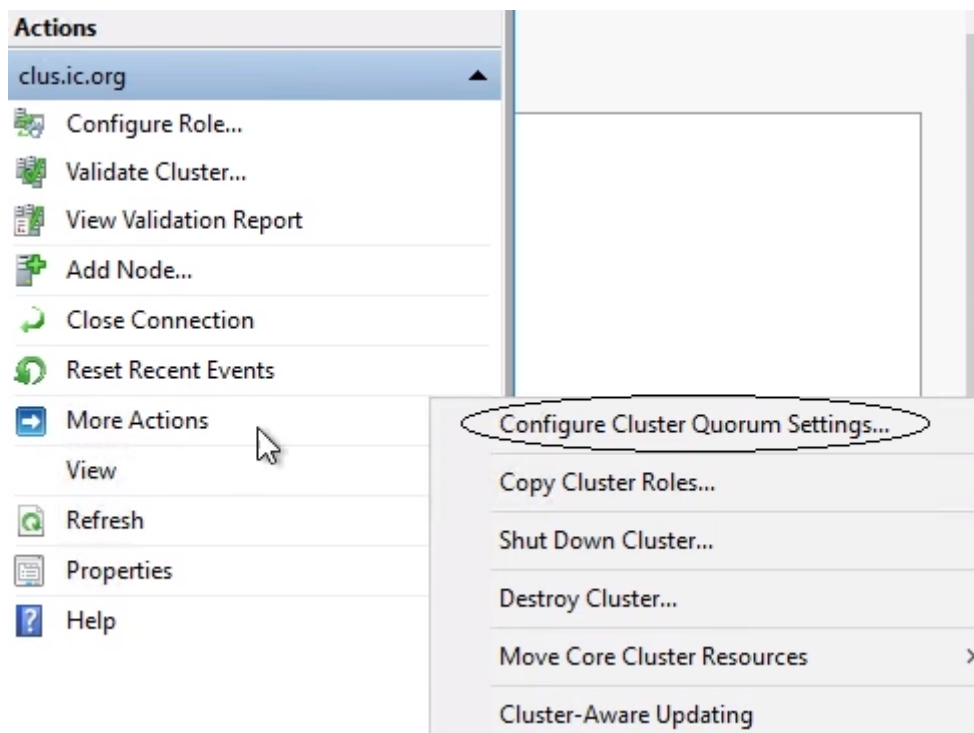 Actions
clus.ic.org
Configure Role...
Validate Cluster...
View Validation Report
Add Node...
Close Connection
Reset Recent Events
More Actions
View
Refresh
Properties
Help
Configure Cluster Quorum Settings...
Copy Cluster Roles...
Shut Down Cluster...
Destroy Cluster...
Move Core Cluster Resources
Cluster-Aware Updating